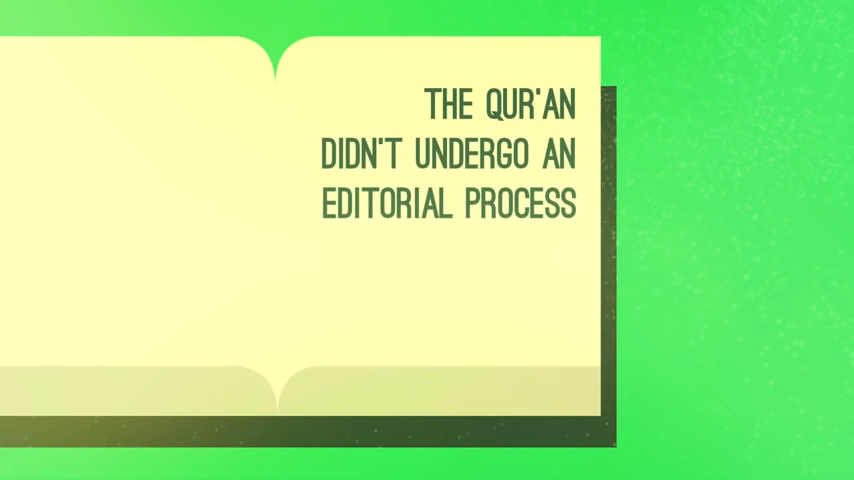 THE QUR'AN
DIDN'T UNDERGO AN
EDITORIAL PROCESS